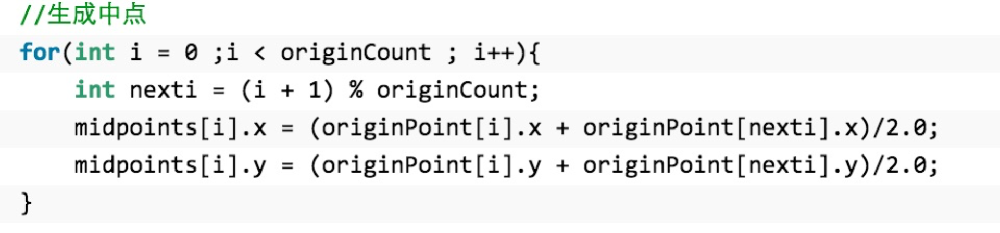 //生成中点
for(int i = 0 ;i < originCount ; i++){
    int nexti = (i + 1) % originCount;
    midpoints[i].x = (originPoint[i].x + originPoint[nexti].x)/2.0;
    midpoints[i].y = (originPoint[i].y + originPoint[nexti].y)/2.0;
}